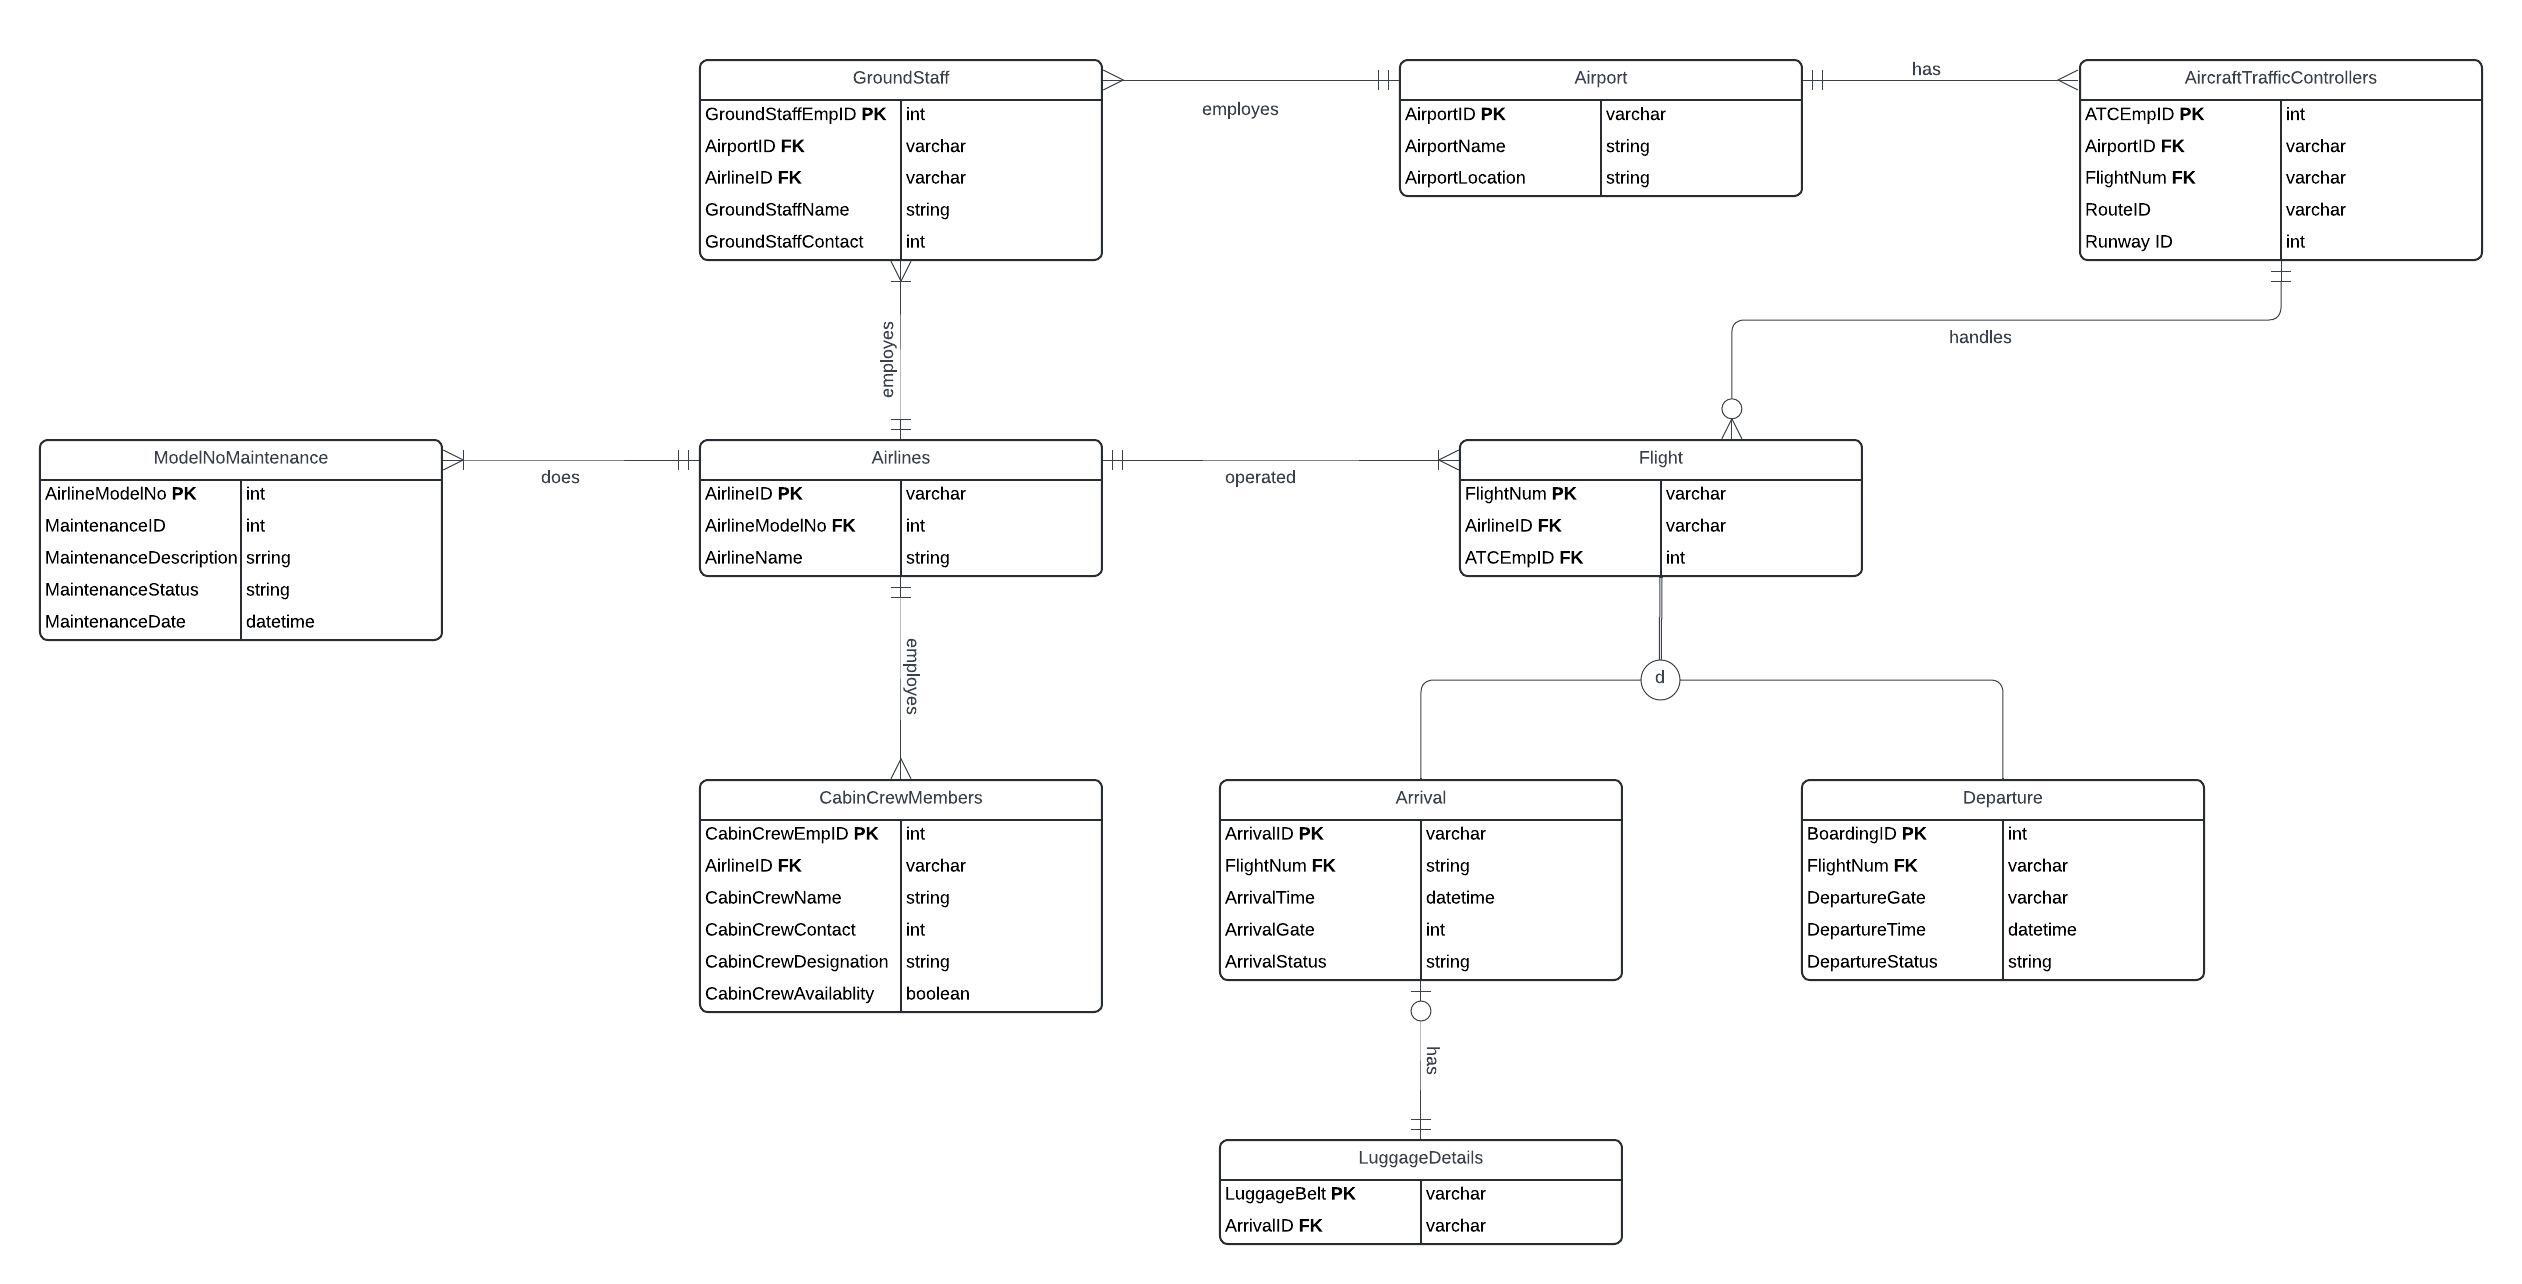 GroundStaff
GroundStaffEmpID PK int
AirportID FK varchar
AirlineID FK varchar
GroundStaffName string
GroundStaffContact int
employes
Airport
AirportID PK varchar
AirportName string
AirportLocation string
has
AircraftTrafficControllers
ATCEmpID PK int
AirportID FK varchar
FlightNum FK varchar
RouteID varchar
Runway ID int
employes
handles
ModelNoMaintenance
AirlineModelNo PK int
MaintenanceID int
MaintenanceDescription srring
MaintenanceStatus string
MaintenanceDate datetime
does
Airlines
AirlineID PK varchar
AirlineModelNo FK int
AirlineName string
operated
Flight
FlightNum PK varchar
AirlineID FK varchar
ATCEmpID FK int
employes
d
CabinCrewMembers
CabinCrewEmpID PK int
AirlineID FK varchar
CabinCrewName string
CabinCrewContact int
CabinCrewDesignation string
CabinCrewAvailablity boolean
Arrival
ArrivalID PK varchar
FlightNum FK string
ArrivalTime datetime
ArrivalGate int
ArrivalStatus string
Departure
BoardingID PK int
FlightNum FK varchar
DepartureGate varchar
DepartureTime datetime
DepartureStatus string
has
LuggageDetails
LuggageBelt PK varchar
ArrivalID FK varchar